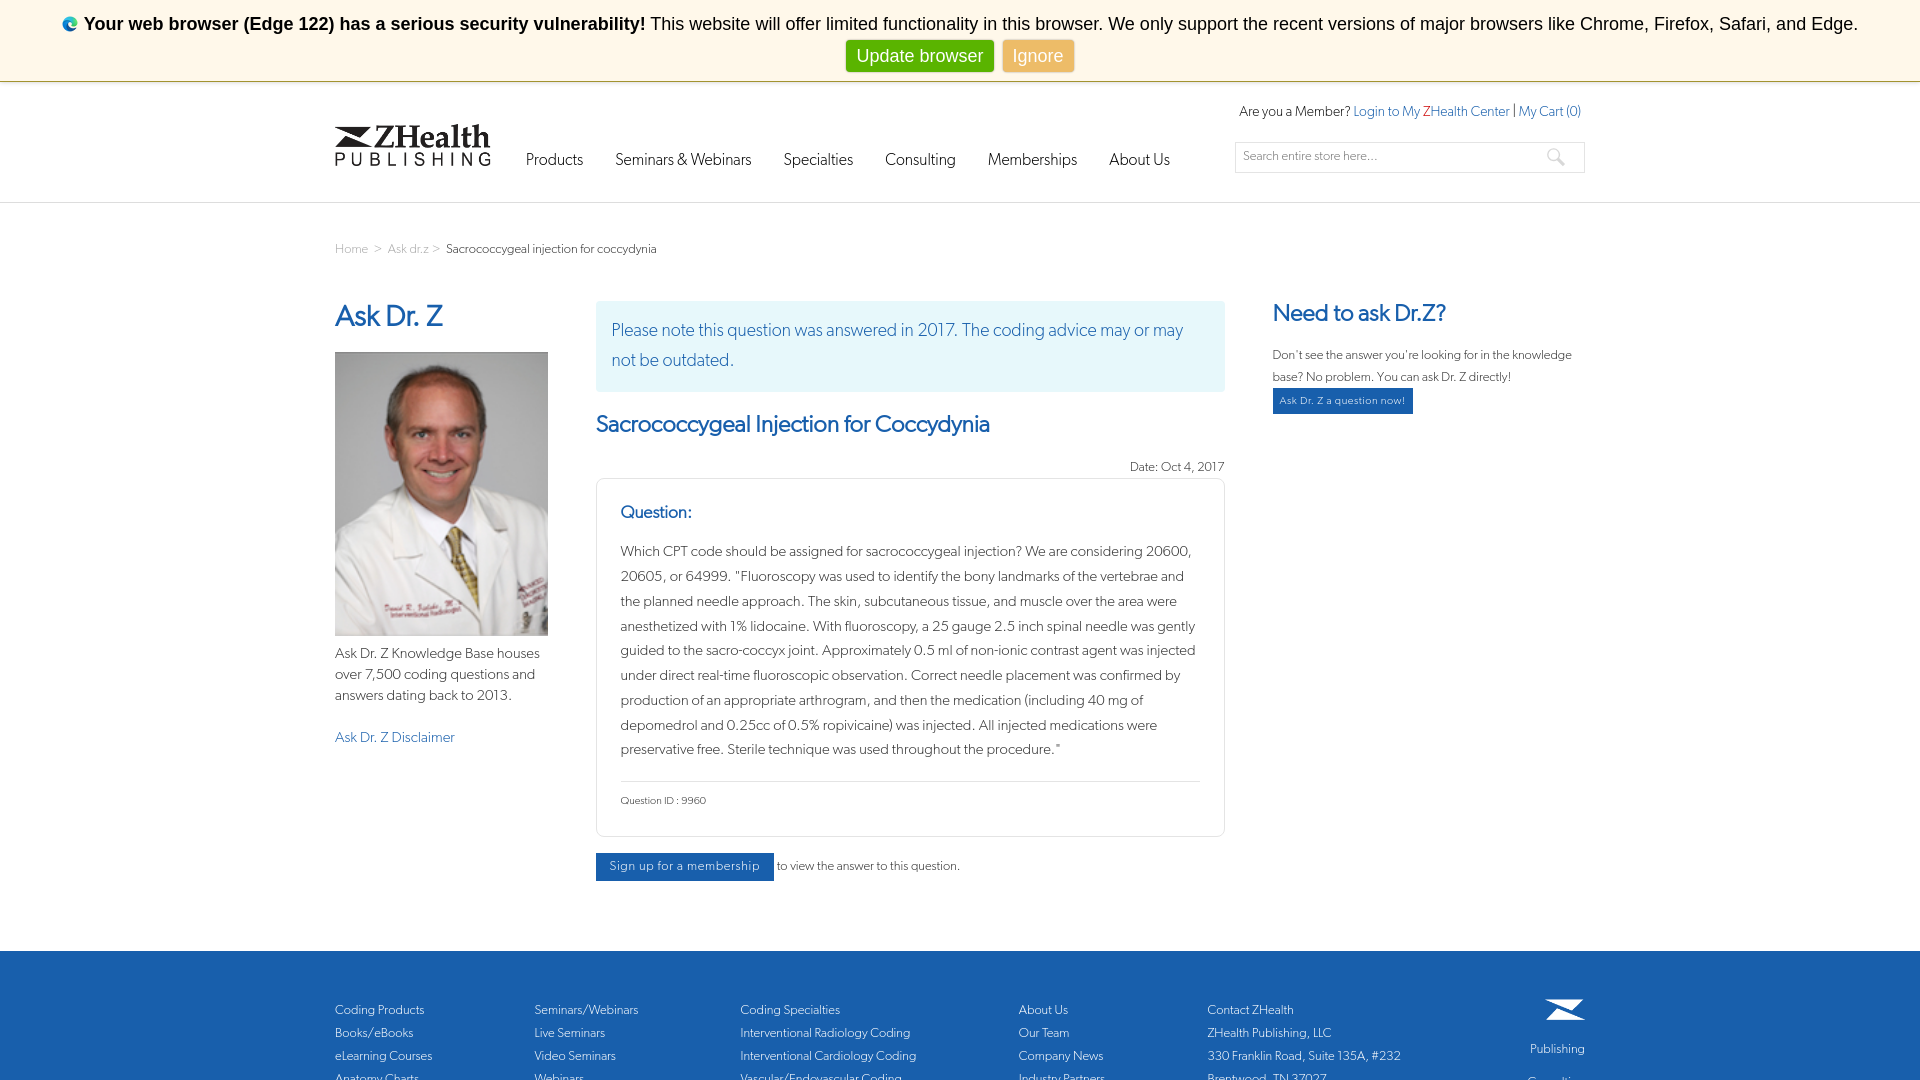 Your web browser (Edge 122) has a serious security vulnerability! This website will offer limited functionality in this browser. We only support the recent versions of major browsers like Chrome, Firefox, Safari, and Edge.
Update browser Ignore
Are you a Member? Login to My ZHealth Center | My Cart (0)
ZHealth
PUBLISHING
Products Seminars & Webinars Specialties Consulting Memberships About Us
Search entire store here...
Home > Ask dr.z > Sacrococcygeal injection for coccydynia
Ask Dr. Z
Ask Dr. Z Knowledge Base houses
over 7,500 coding questions and
answers dating back to 2013.
Ask Dr. Z Disclaimer
Please note this question was answered in 2017. The coding advice may or may
not be outdated.
Sacrococcygeal Injection for Coccydynia
Date: Oct 4, 2017
Question:
Which CPT code should be assigned for sacrococcygeal injection? We are considering 20600,
20605, or 64999. "Fluoroscopy was used to identify the bony landmarks of the vertebrae and
the planned needle approach. The skin, subcutaneous tissue, and muscle over the area were
anesthetized with 1% lidocaine. With fluoroscopy, a 25 gauge 2.5 inch spinal needle was gently
guided to the sacro-coccyx joint. Approximately 0.5 ml of non-ionic contrast agent was injected
under direct real-time fluoroscopic observation. Correct needle placement was confirmed by
production of an appropriate arthrogram, and then the medication (including 40 mg of
depomedrol and 0.25cc of 0.5% ropivicaine) was injected. All injected medications were
preservative free. Sterile technique was used throughout the procedure."
Question ID : 9960
Sign up for a membership to view the answer to this question.
Need to ask Dr.Z?
Don't see the answer you're looking for in the knowledge
base? No problem. You can ask Dr. Z directly!
Ask Dr. Z a question now!
Coding Products
Books/eBooks
eLearning Courses
Anatomy Charts
Seminars/Webinars
Live Seminars
Video Seminars
Webinars
Coding Specialties
Interventional Radiology Coding
Interventional Cardiology Coding
Vascular/Endovascular Coding
About Us
Our Team
Company News
Industry Partners
Contact ZHealth
ZHealth Publishing, LLC
330 Franklin Road, Suite 135A, #232
Brentwood, TN 37027
Publishing